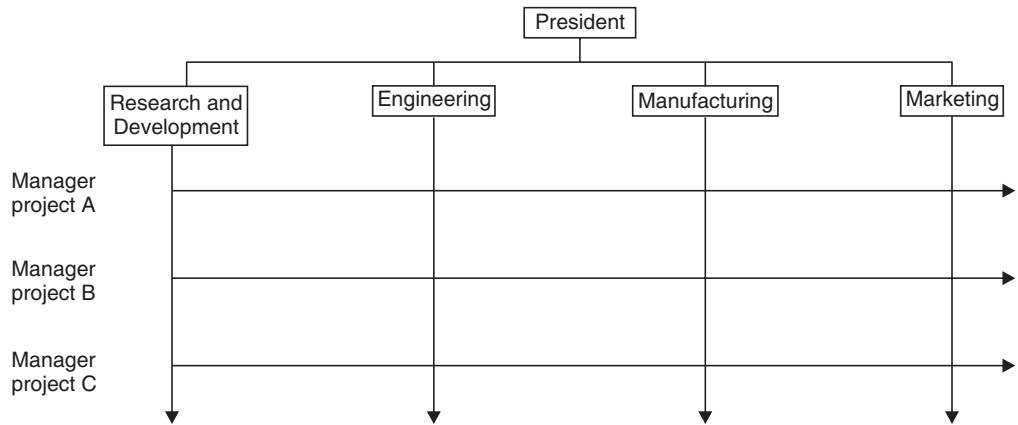 President
Research and
Development
Engineering
Manufacturing
Marketing
Manager
project A
Manager
project B
Manager
project C